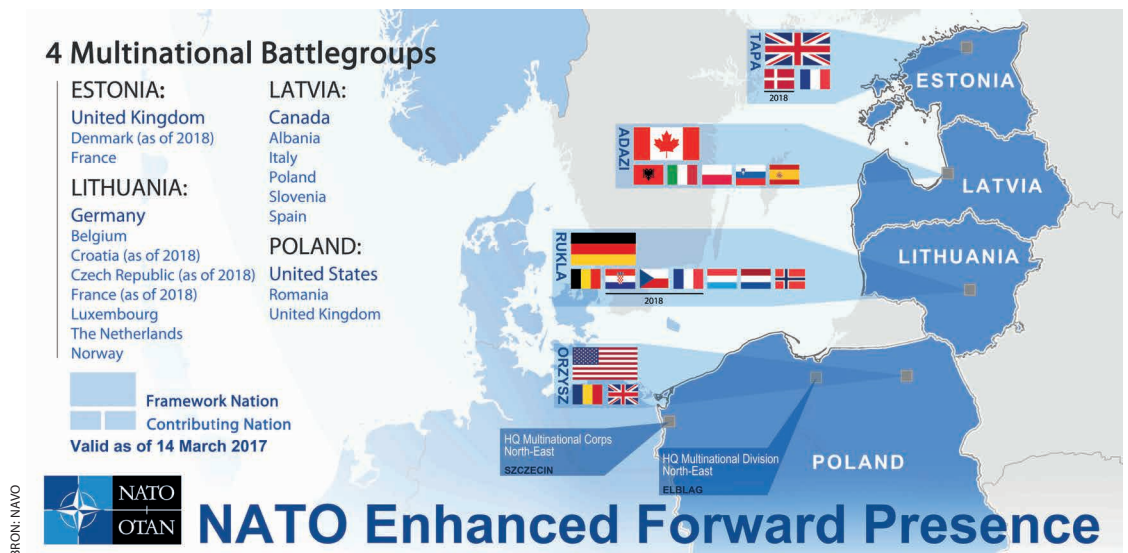 4 Multinational Battlegroups
ESTONIA:
United Kingdom
Denmark (as of 2018)
France
LITHUANIA:
Germany
Belgium
Croatia (as of 2018)
Czech Republic (as of 2018)
France (as of 2018)
Luxembourg
The Netherlands
Norway
LATVIA:
Canada
Albania
Italy
Poland
Slovenia
Spain
POLAND:
United States
Romania
United Kingdom
Framework Nation
Contributing Nation
Valid as of 14 March 2017
TAPA
2018
ESTONIA
ADAZI
LATVIA
RUKLA
2018
LITHUANIA
ORZYSZ
HQ Multinational Corps
North-East
SZCZECIN
HQ Multinational Division
North-East
ELBLAG
POLAND
NATO
OTAN
NATO Enhanced Forward Presence
BRON: NAVO